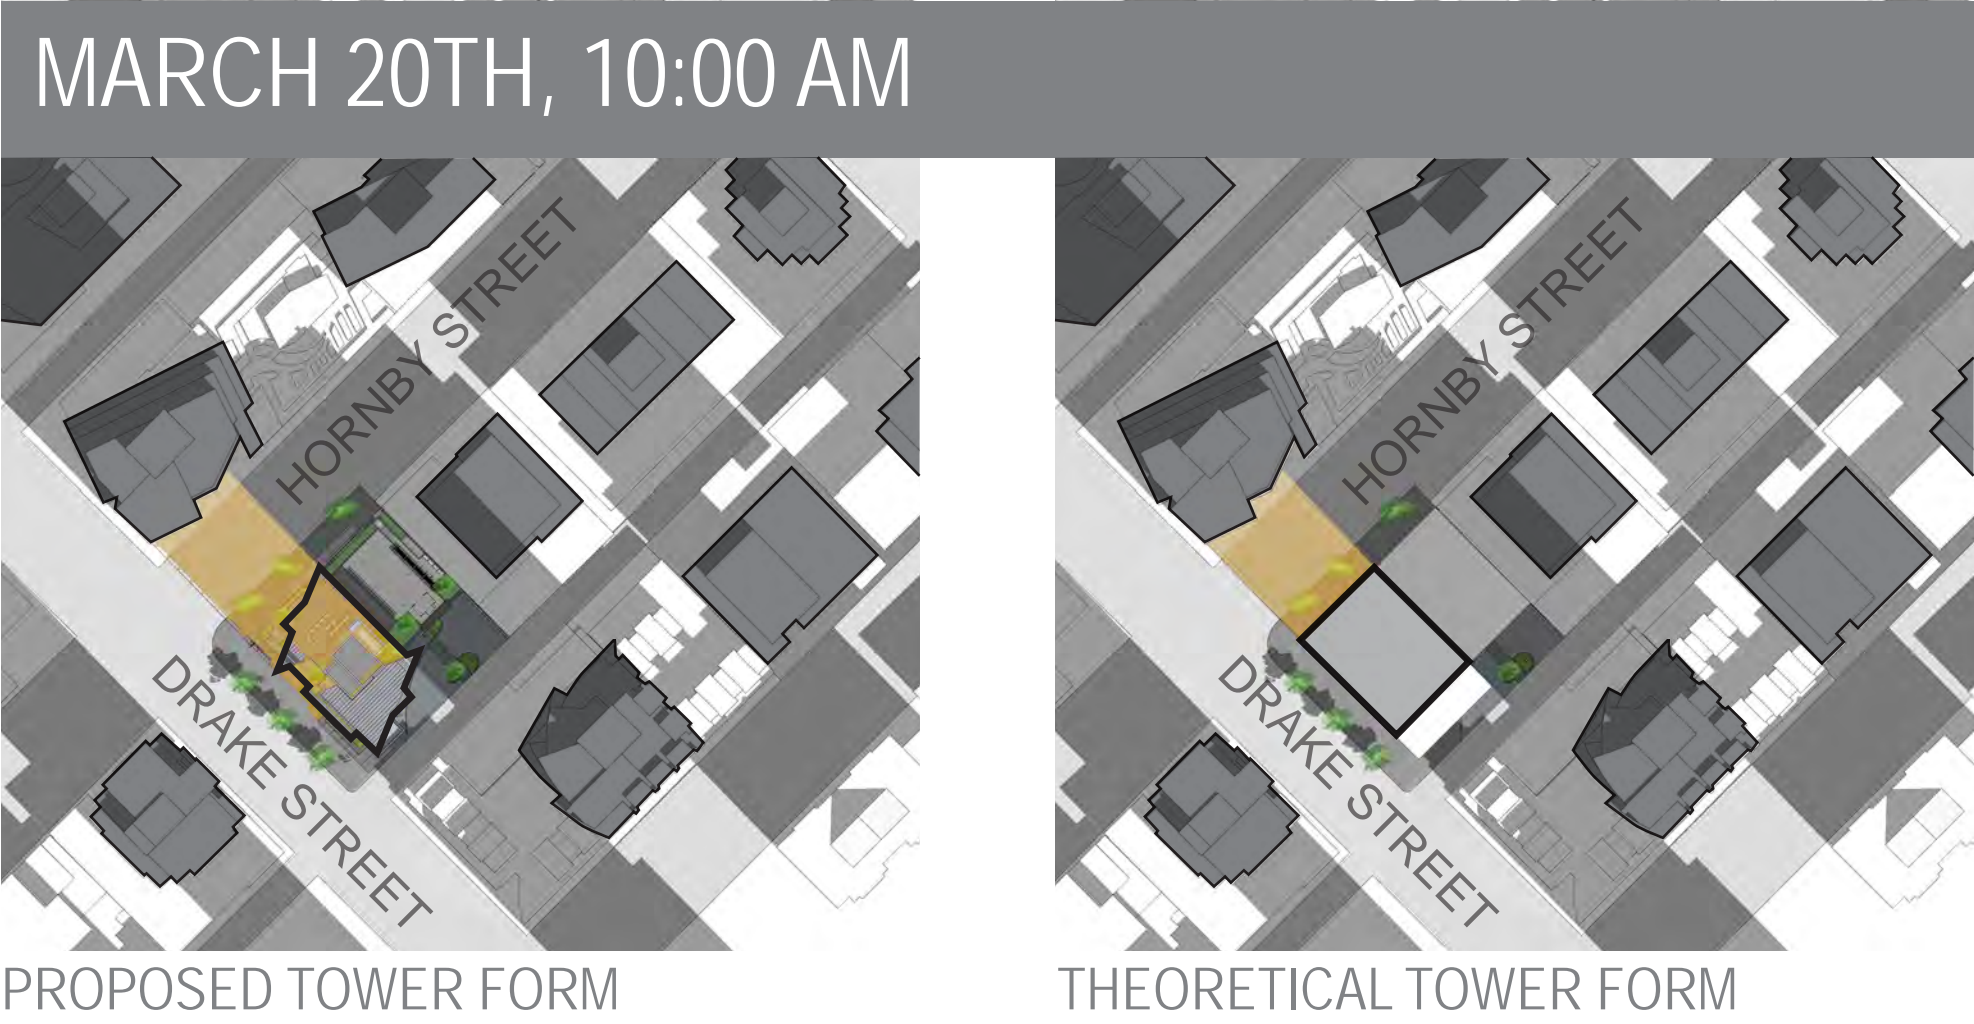 MARCH 20TH, 10:00 AM
HORNBY STREET
DRAKE STREET
HORNBY STREET
DRAKE STREET
PROPOSED TOWER FORM
THEORETICAL TOWER FORM